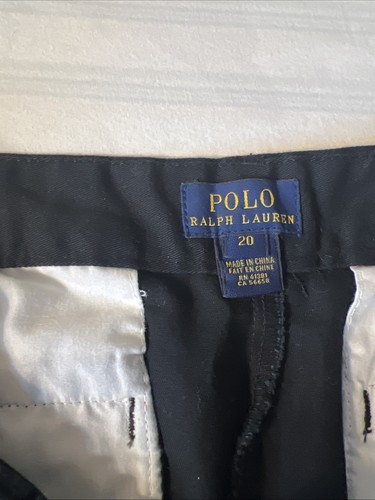 POLO
RALPH LAUREN
20
MADE IN CHINA
FAIT EN CHINE
RN 41381
CA 56658